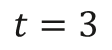 t = 3